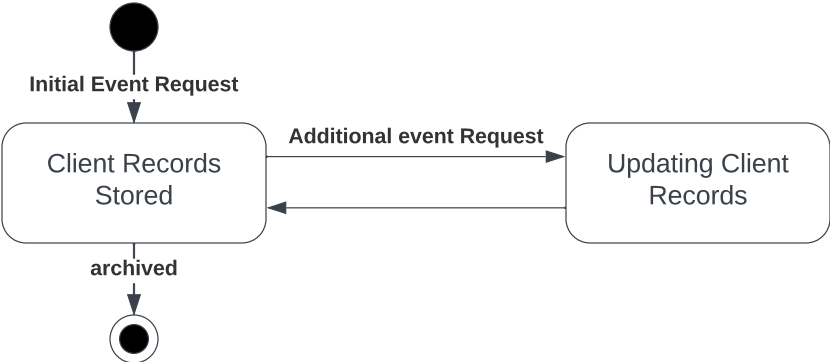 Initial Event Request
Additional event Request
Client Records
Stored
Updating Client
Records
archived